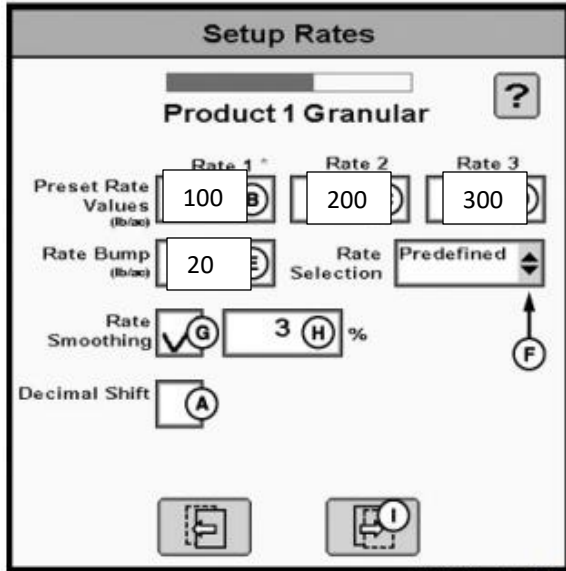 Setup Rates
?
Product 1 Granular
Rate 1 * Rate 2 Rate 3
Preset Rate Values (lb/ac) 100 B 200 300
Rate Bump (lb/ac) 20 E Rate Selection Predefined
F
Rate Smoothing G 3 H %
Decimal Shift A
I